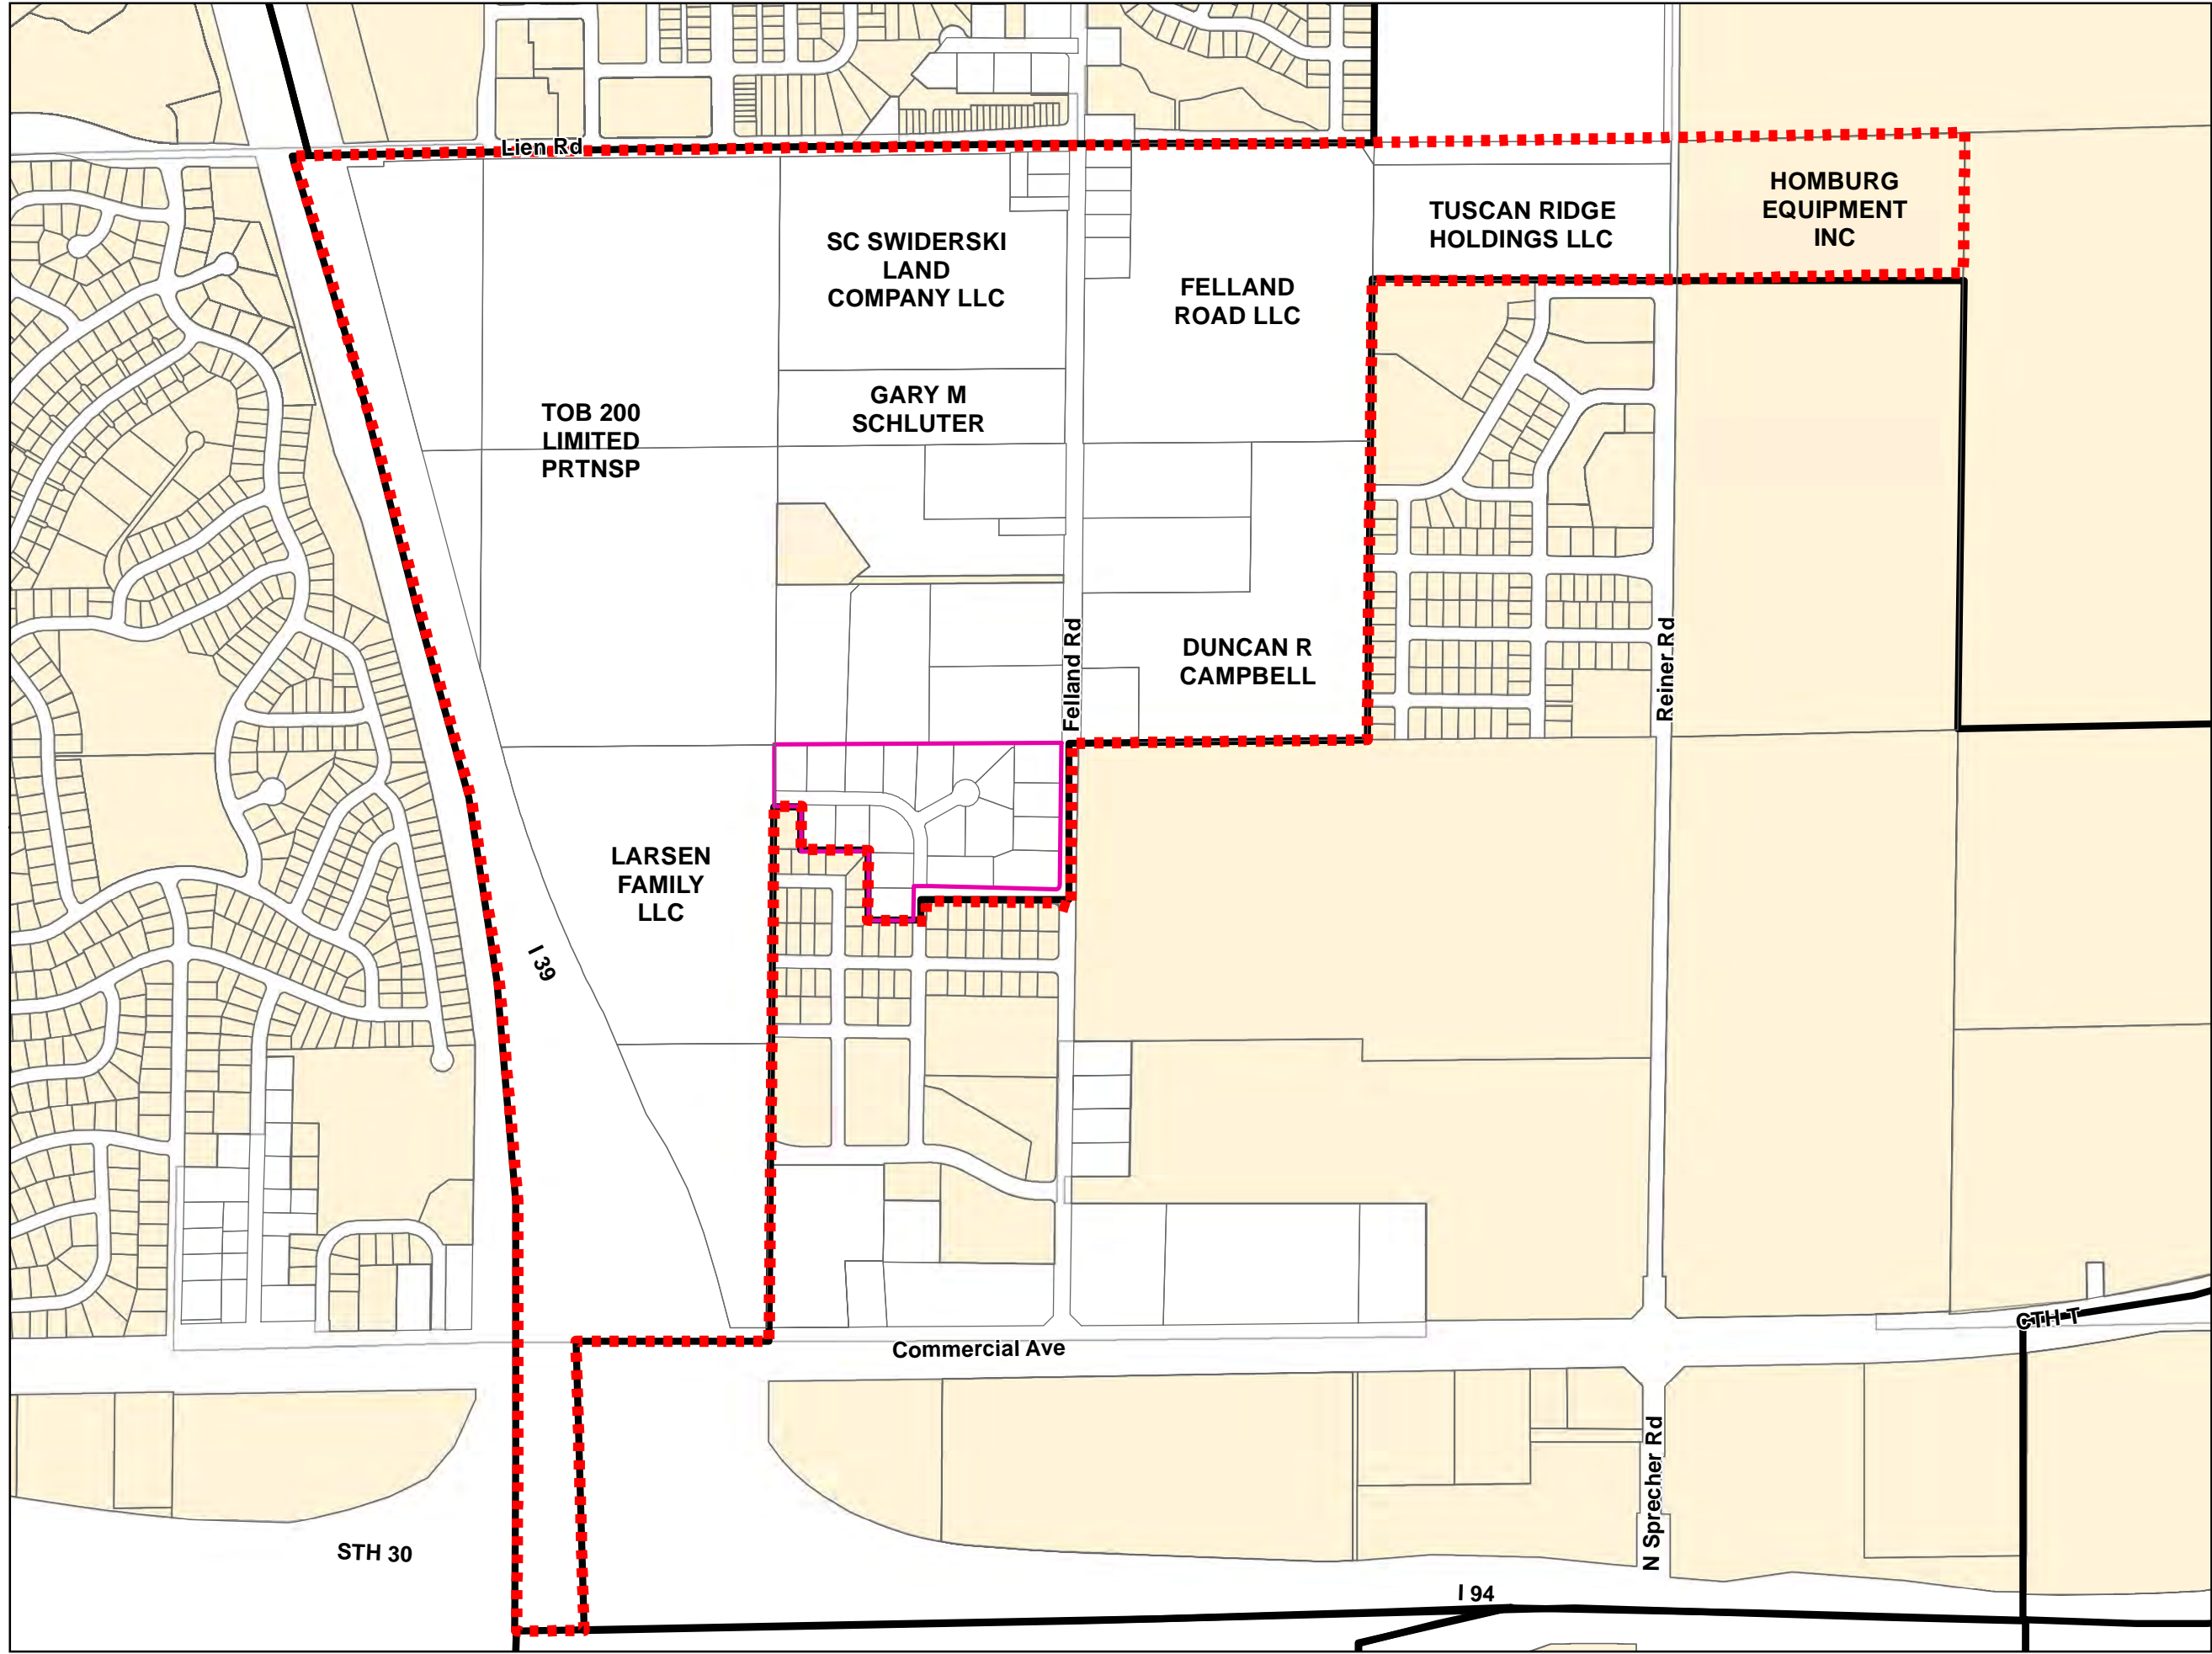 Lien Rd
HOMBURG
EQUIPMENT
INC
TUSCAN RIDGE
HOLDINGS LLC
SC SWIDERSKI
LAND
COMPANY LLC
FELLAND
ROAD LLC
GARY M
SCHLUTER
TOB 200
LIMITED
PRTNSP
DUNCAN R
CAMPBELL
Felland Rd
Reiner Rd
LARSEN
FAMILY
LLC
I 39
CTH T
Commercial Ave
N Sprecher Rd
STH 30
I 94